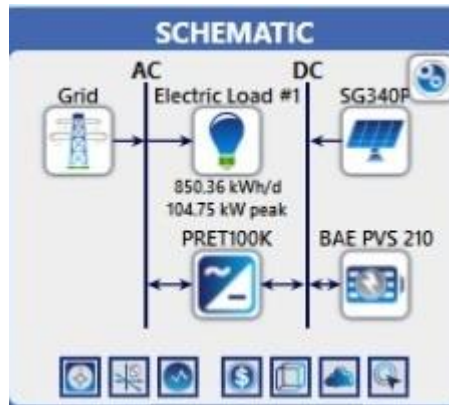 SCHEMATIC
AC DC
Grid Electric Load #1 SG340P
850.36 kWh/d
104.75 kW peak
PRET100K BAE PVS 210